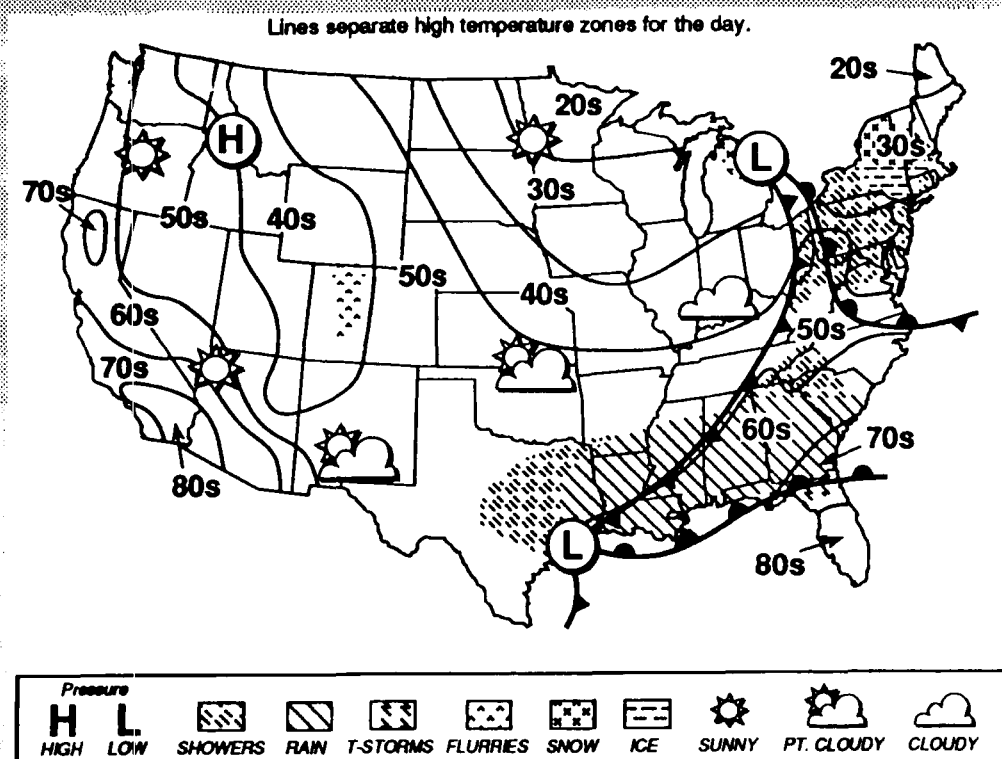 Lines separate high temperature zones for the day.
20s
20s
H
L
30s
70s
30s
50s
40s
50s
40s
60s
50s
70s
60s
70s
80s
L
80s
Pressure
H L SHOWERS RAIN T-STORMS FLURRIES SNOW ICE SUNNY PT. CLOUDY CLOUDY
HIGH LOW